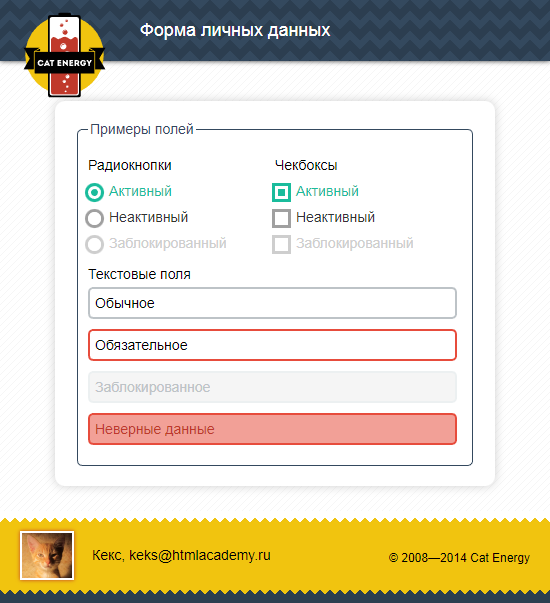 Форма личных данных
CAT ENERGY
Примеры полей
Радиокнопки
Чекбоксы
Активный
Активный
Неактивный
Неактивный
Заблокированный
Заблокированный
Текстовые поля
Обычное
Обязательное
Заблокированное
Неверные данные
Кекс, keks@htmlacademy.ru
© 2008—2014 Cat Energy